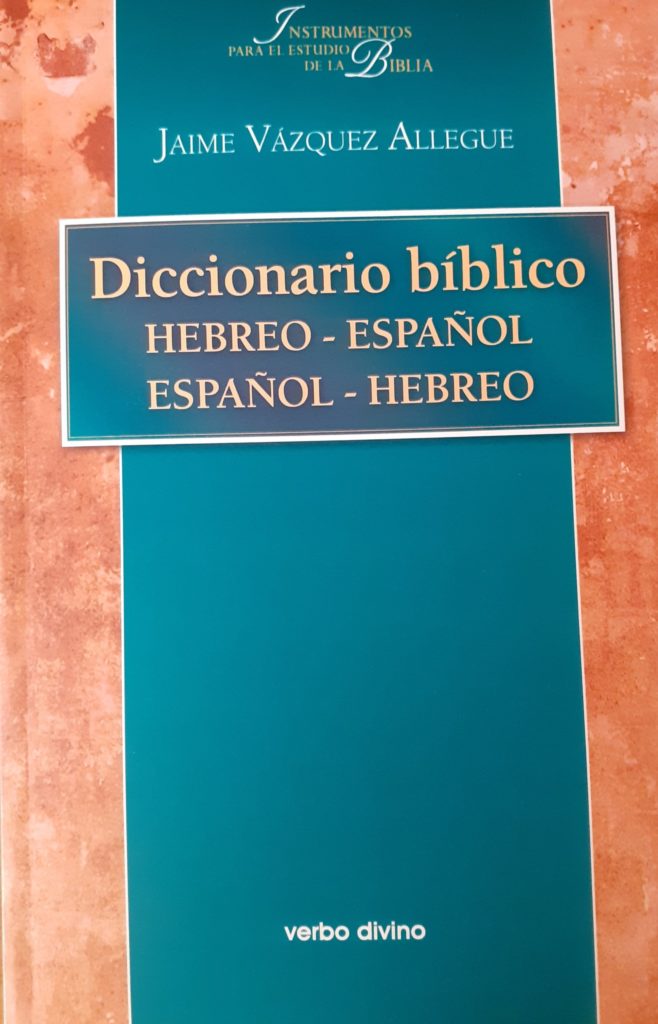 Instrumentos
para el estudio
de la Biblia
Jaime Vázquez Allegue
Diccionario bíblico
HEBREO - ESPAÑOL
ESPAÑOL - HEBREO
verbo divino